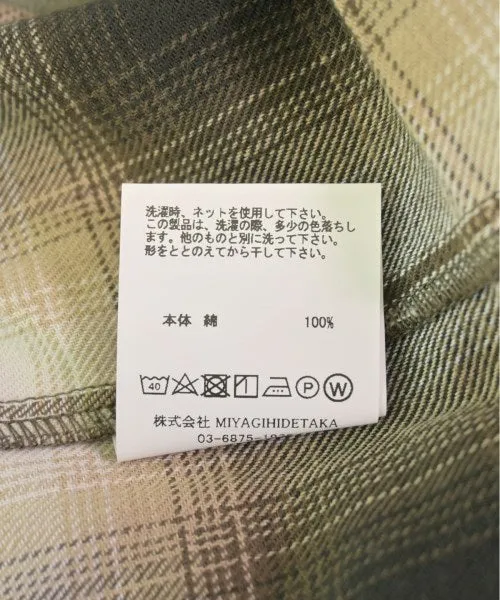 洗濯時、ネットを使用して下さい。
この製品は、洗濯の際、多少の色落ちし
ます。他のものと別に洗って下さい。
形をととのえてから干して下さい。
本体 綿 100%
40 P W
株式会社 MIYAGIHIDETAKA
03-6875-